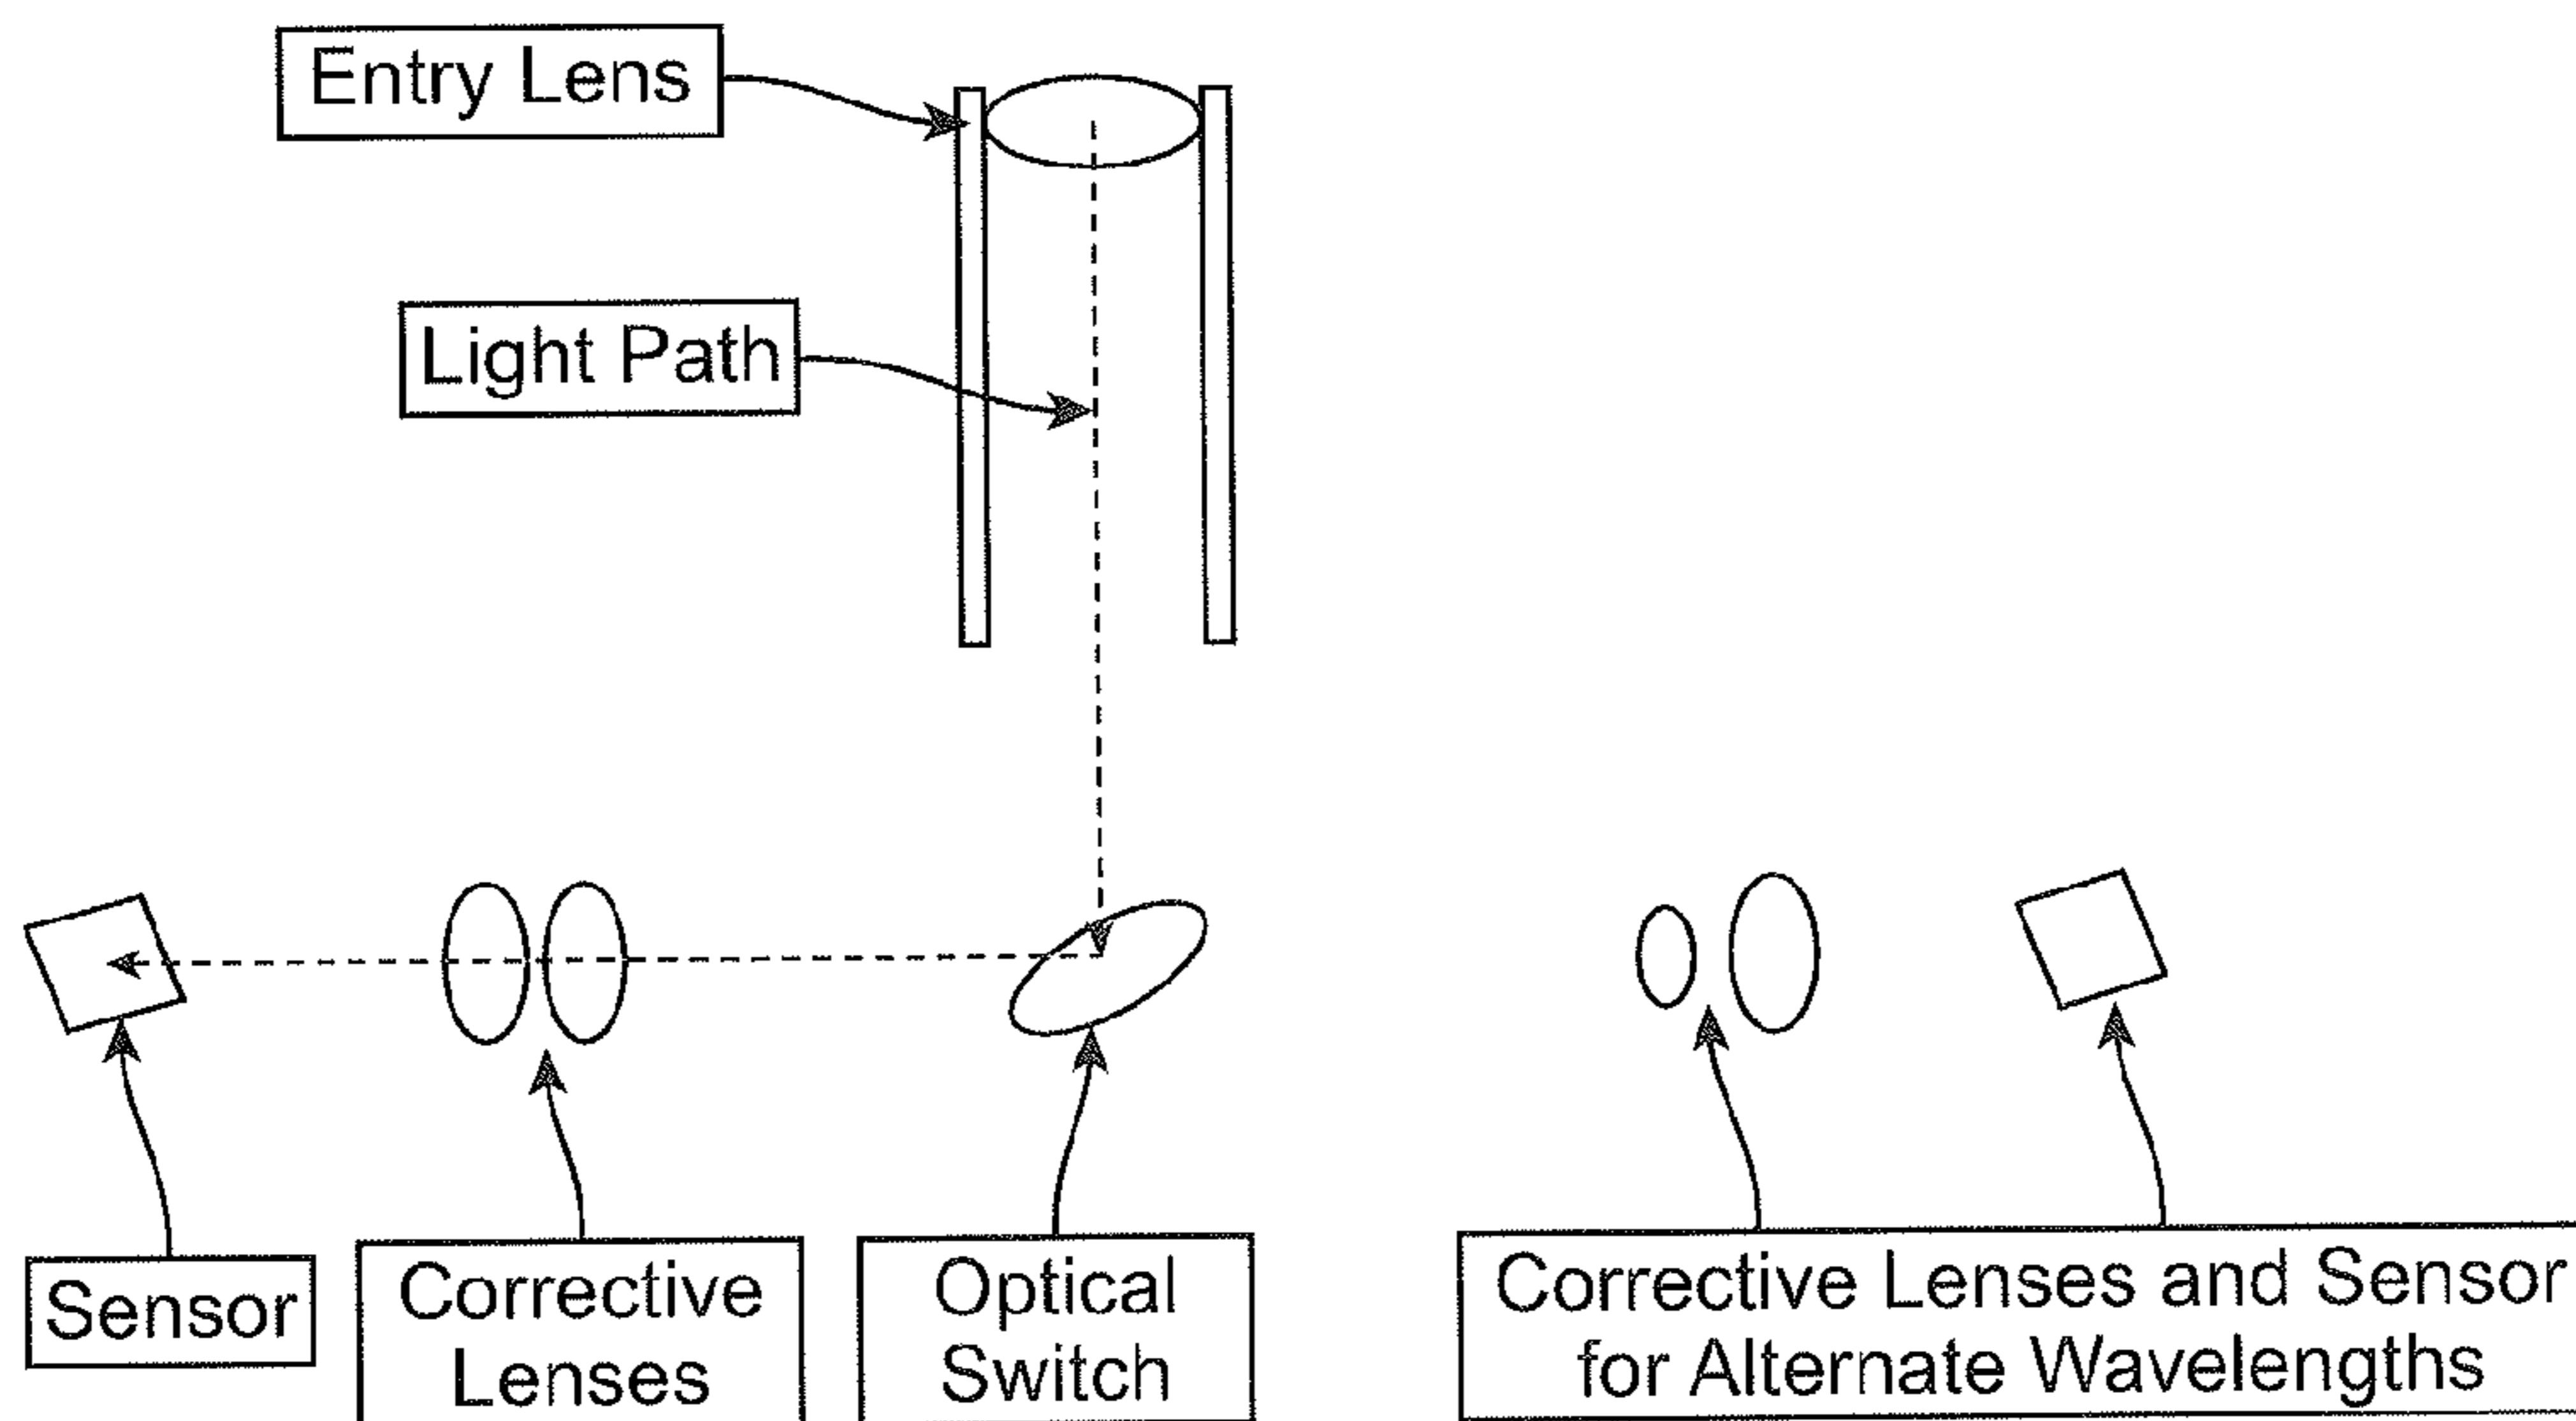 Entry Lens
Light Path
Sensor
Corrective
Lenses
Optical
Switch
Corrective Lenses and Sensor
for Alternate Wavelengths